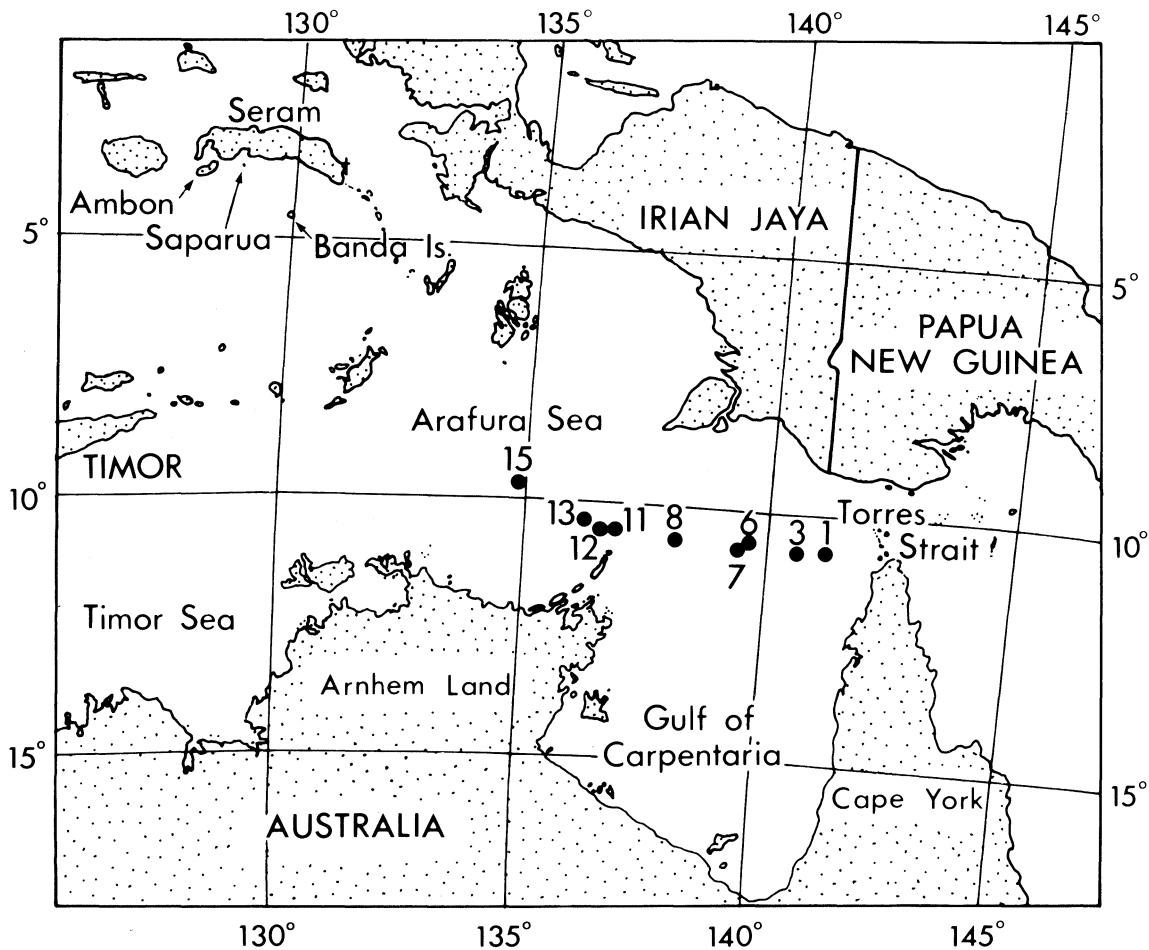 130° 135° 140° 145°
Seram
Ambon
Saparua
Banda Is.
IRIAN JAYA
5°
5°
PAPUA
NEW GUINEA
Arafura Sea
TIMOR
15
10°
13
11
8
6
3
1
12
7
Torres
Strait
10°
Timor Sea
Arnhem Land
Gulf of
Carpentaria
15°
15°
Cape York
AUSTRALIA
130° 135° 140° 145°